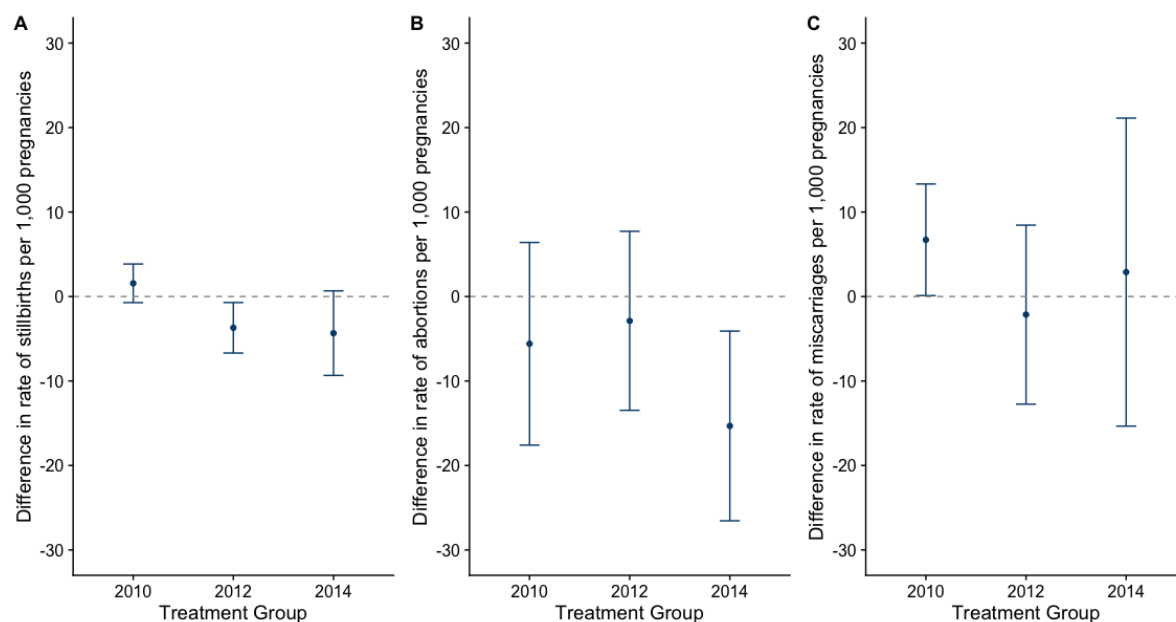 A
Difference in rate of stillbirths per 1,000 pregnancies
30
20
10
0
-10
-20
-30
2010 2012 2014
Treatment Group
B
Difference in rate of abortions per 1,000 pregnancies
30
20
10
0
-10
-20
-30
2010 2012 2014
Treatment Group
C
Difference in rate of miscarriages per 1,000 pregnancies
30
20
10
0
-10
-20
-30
2010 2012 2014
Treatment Group